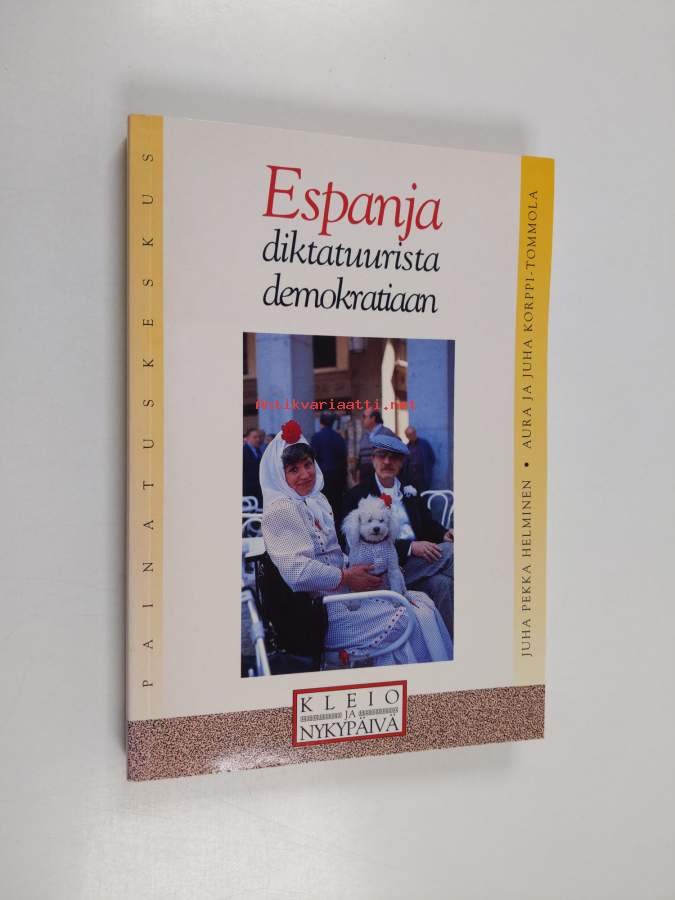 PAINATUSKESKUS
Espanja
diktatuurista
demokratiaan
Antikvariaatti.net
JUHA PEKKA HELMINEN • AURA JA JUHA KORPPI-TOMMOLA
KLEIO
JA
NYKYPÄIVÄ